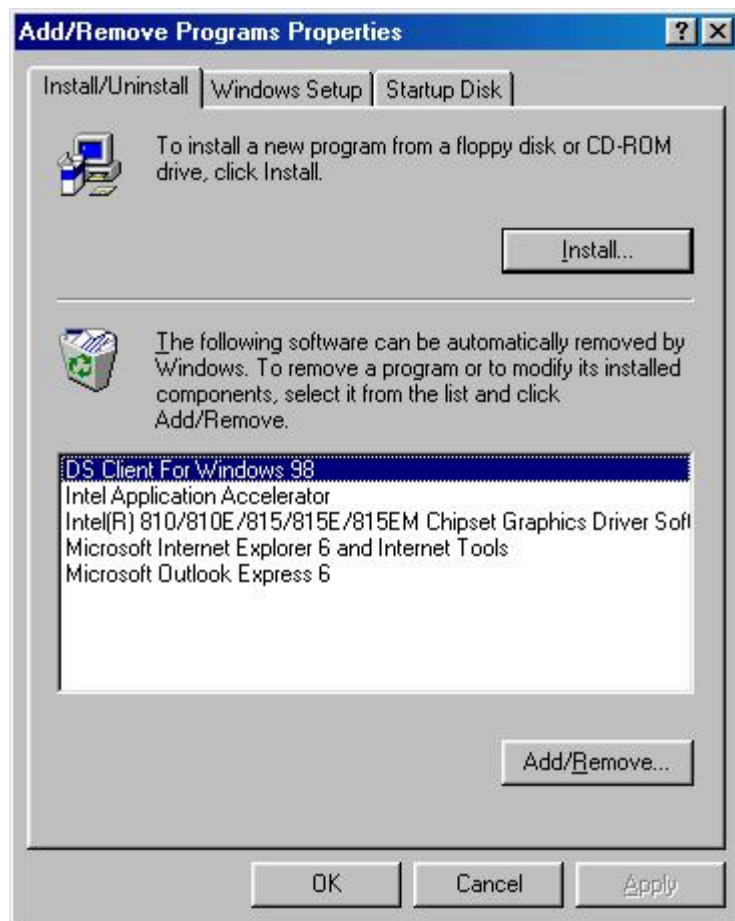 Add/Remove Programs Properties
Install/Uninstall
Windows Setup
Startup Disk
To install a new program from a floppy disk or CD-ROM
drive, click Install.
Install...
The following software can be automatically removed by
Windows. To remove a program or to modify its installed
components, select it from the list and click
Add/Remove.
DS Client For Windows 98
Intel Application Accelerator
Intel(R) 810/810E/815/815E/815EM Chipset Graphics Driver Soft
Microsoft Internet Explorer 6 and Internet Tools
Microsoft Outlook Express 6
Add/Remove...
OK
Cancel
Apply